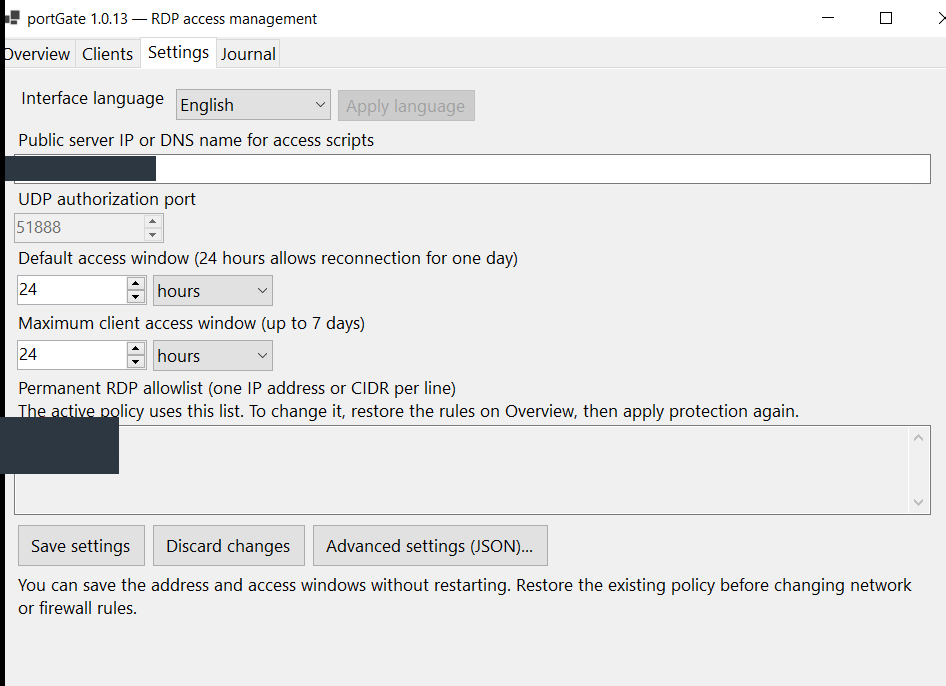 portGate 1.0.13 — RDP access management
Overview Clients Settings Journal
Interface language English Apply language
Public server IP or DNS name for access scripts
UDP authorization port
51888
Default access window (24 hours allows reconnection for one day)
24 hours
Maximum client access window (up to 7 days)
24 hours
Permanent RDP allowlist (one IP address or CIDR per line)
The active policy uses this list. To change it, restore the rules on Overview, then apply protection again.
Save settings Discard changes Advanced settings (JSON)...
You can save the address and access windows without restarting. Restore the existing policy before changing network
or firewall rules.